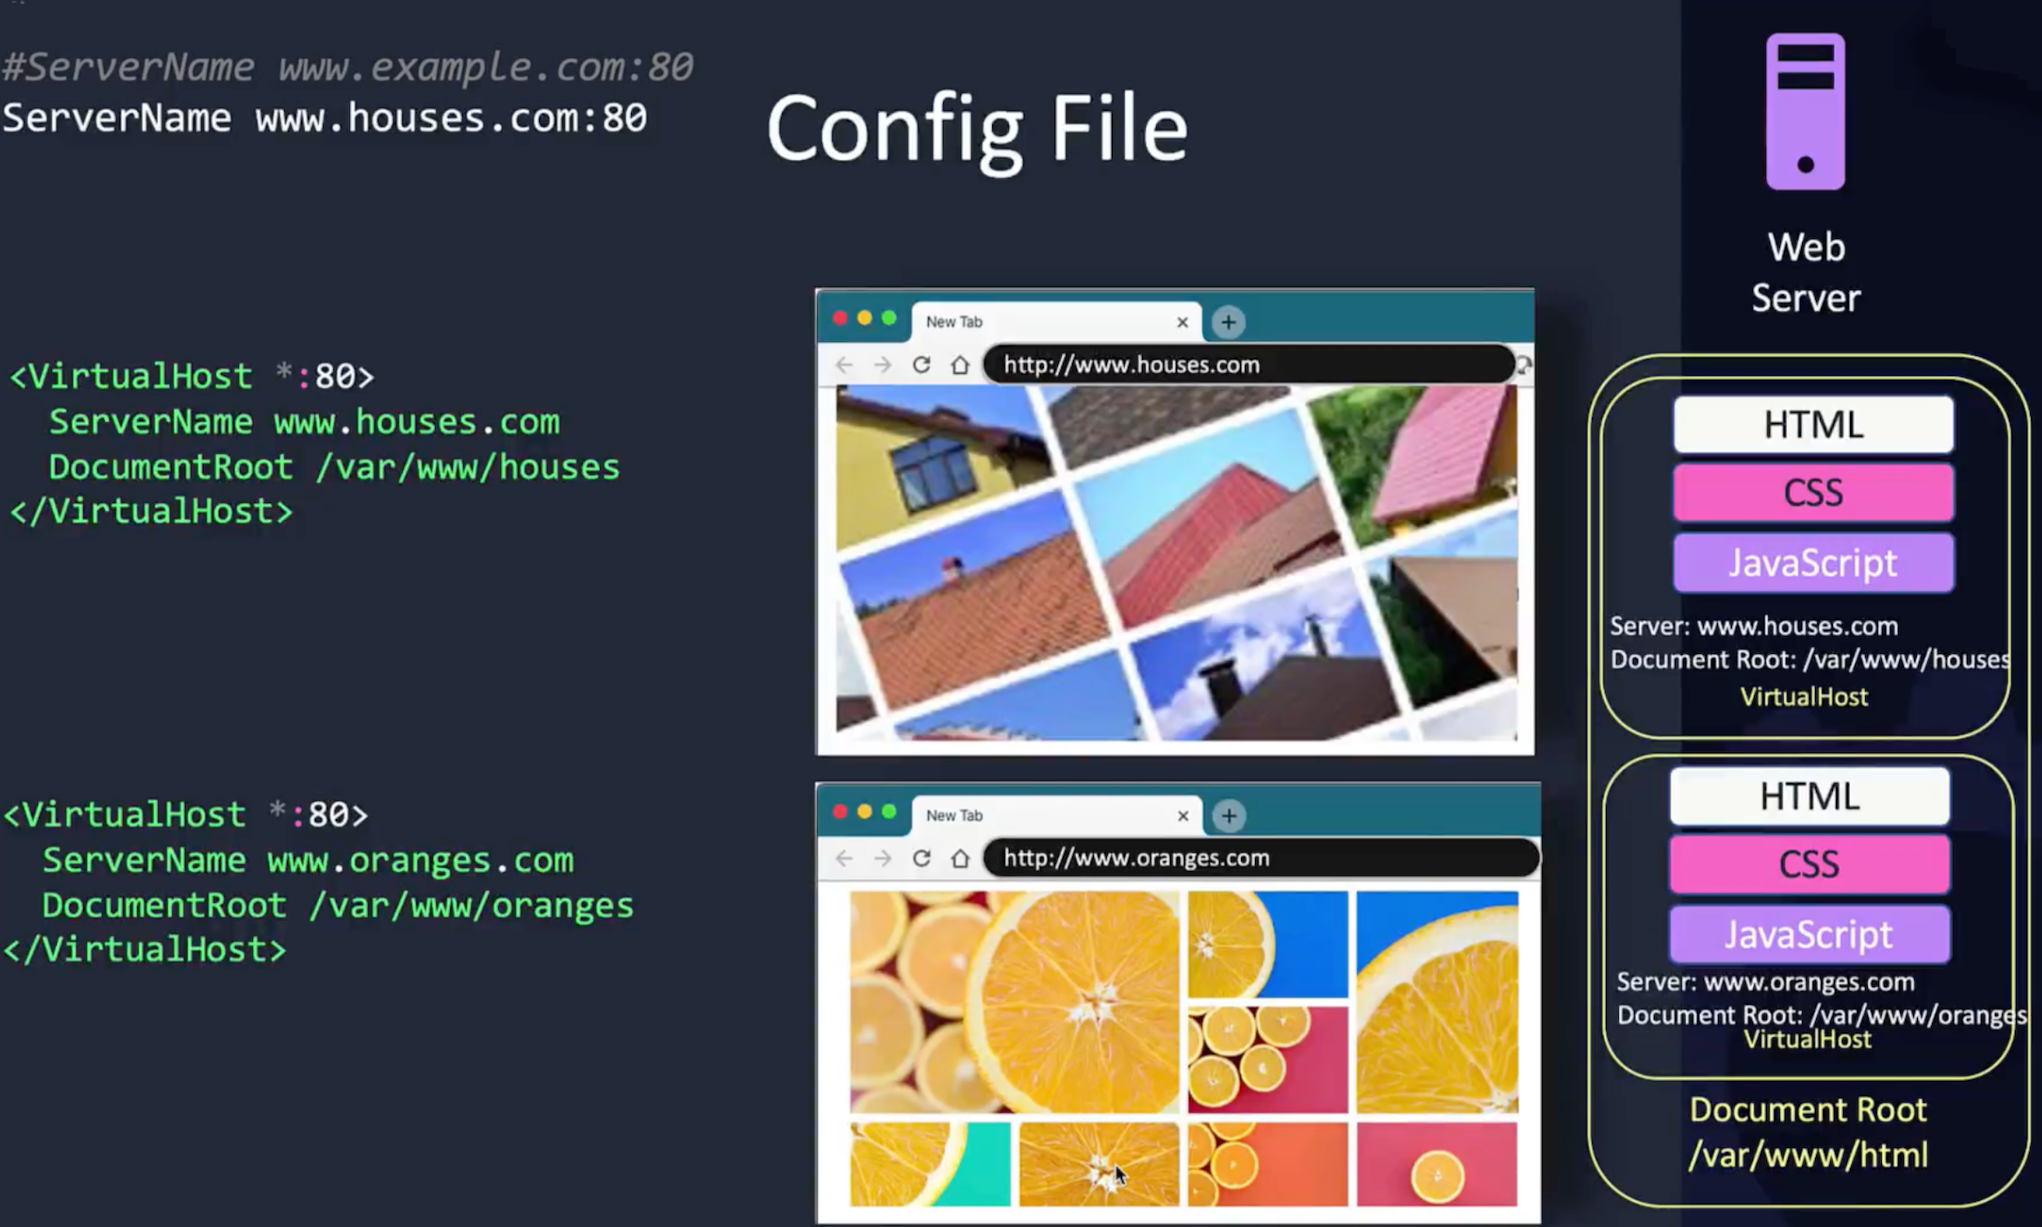 #ServerName www.example.com:80
ServerName www.houses.com:80
Config File
<VirtualHost *:80>
ServerName www.houses.com
DocumentRoot /var/www/houses
</VirtualHost>
<VirtualHost *:80>
ServerName www.oranges.com
DocumentRoot /var/www/oranges
</VirtualHost>
New Tab
http://www.houses.com
New Tab
http://www.oranges.com
Web
Server
HTML
CSS
JavaScript
Server: www.houses.com
Document Root: /var/www/houses
VirtualHost
HTML
CSS
JavaScript
Server: www.oranges.com
Document Root: /var/www/oranges
VirtualHost
Document Root
/var/www/html